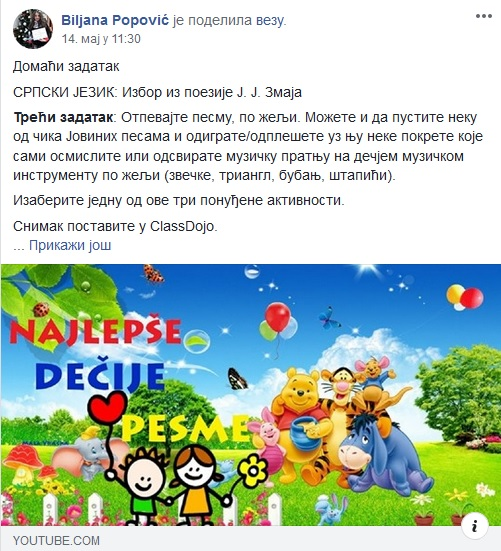 Biljana Popović је поделила везу.
14. мај у 11:30
Домаћи задатак
СРПСКИ ЈЕЗИК: Избор из поезије Ј. Ј. Змаја
Трећи задатак: Отпевајте песму, по жељи. Можете и да пустите неку
од чика Јовиних песама и одиграте/одплешете уз њу неке покрете које
сами осмислите или одсвирате музичку пратњу на дечјем музичком
инструменту по жељи (звечке, триангл, бубањ, штапићи).
Изаберите једну од ове три понуђене активности.
Снимак поставите у ClassDojo.
... Прикажи још
NAJLEPŠE
DEČIJE
PESME
YOUTUBE.COM